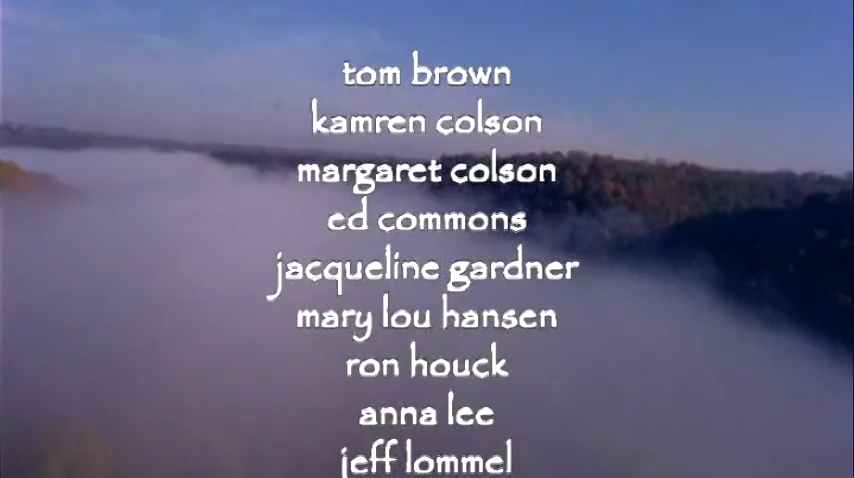 tom brown
kamren colson
margaret colson
ed commons
jacqueline gardner
mary lou hansen
ron houck
anna lee
jeff lommel